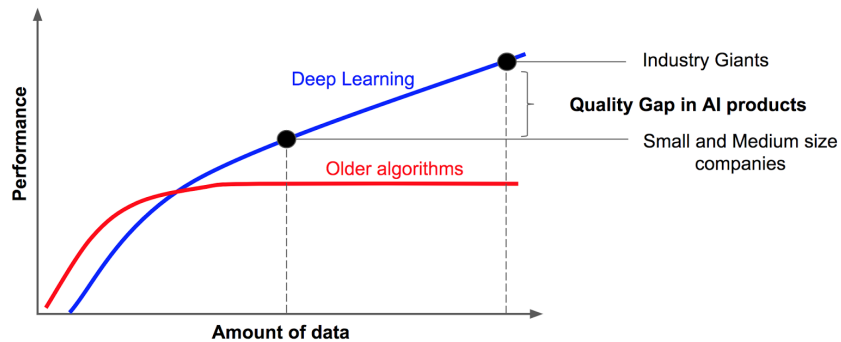 Industry Giants
Deep Learning
Quality Gap in AI products
Small and Medium size
companies
Older algorithms
Performance
Amount of data